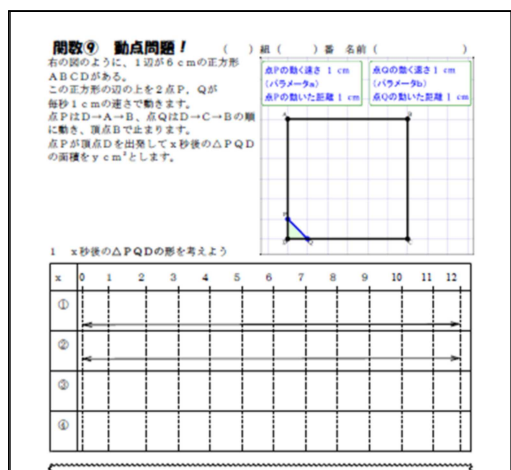 関数⑨ 動点問題! ( )組( )番 名前( )
右の図のように、1辺が6cmの正方形
ABCDがある。
この正方形の辺の上を2点P，Qが
毎秒1cmの速さで動きます。
点PはD→A→B、点QはD→C→Bの順
に動き、頂点Bで止まります。
点Pが頂点Dを出発してx秒後の△PQD
の面積をycm²とします。
点Pの動く速さ 1 cm
(パラメータa)
点Pの動いた距離 1 cm
点Qの動く速さ 1 cm
(パラメータb)
点Qの動いた距離 1 cm
1 x秒後の△PQDの形を考えよう
x 0 1 2 3 4 5 6 7 8 9 10 11 12
①
②
③
④